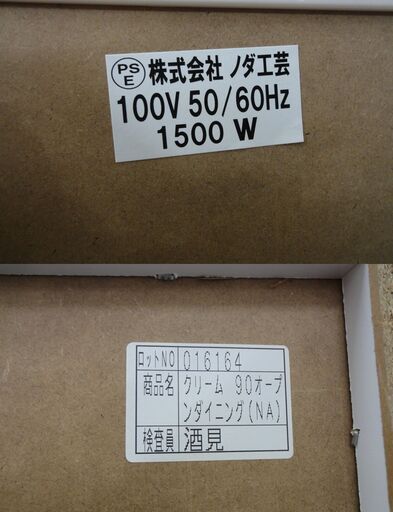 PS
E
株式会社 ノダ工芸
100V 50/60Hz
1500 W
ロットNO 016164
商品名 クリーム 90オープ
ンダイニング(NA)
検査員 酒見